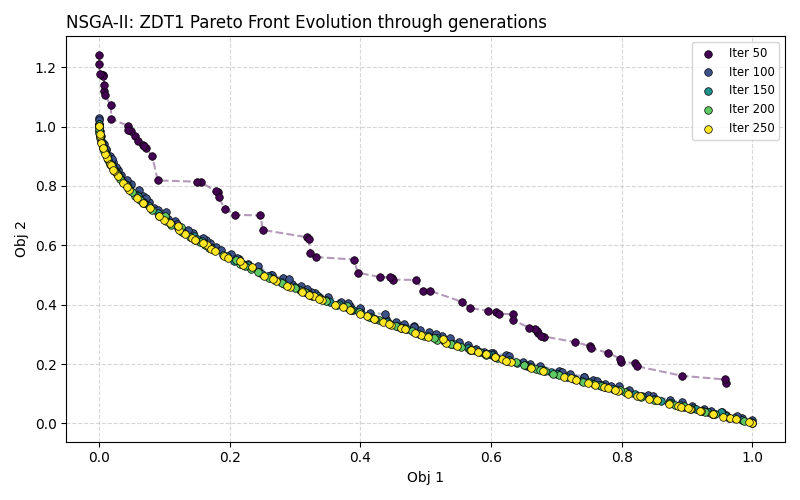 NSGA-II: ZDT1 Pareto Front Evolution through generations
Iter 50
Iter 100
Iter 150
Iter 200
Iter 250
Obj 2
1.2
1.0
0.8
0.6
0.4
0.2
0.0
0.0 0.2 0.4 0.6 0.8 1.0
Obj 1